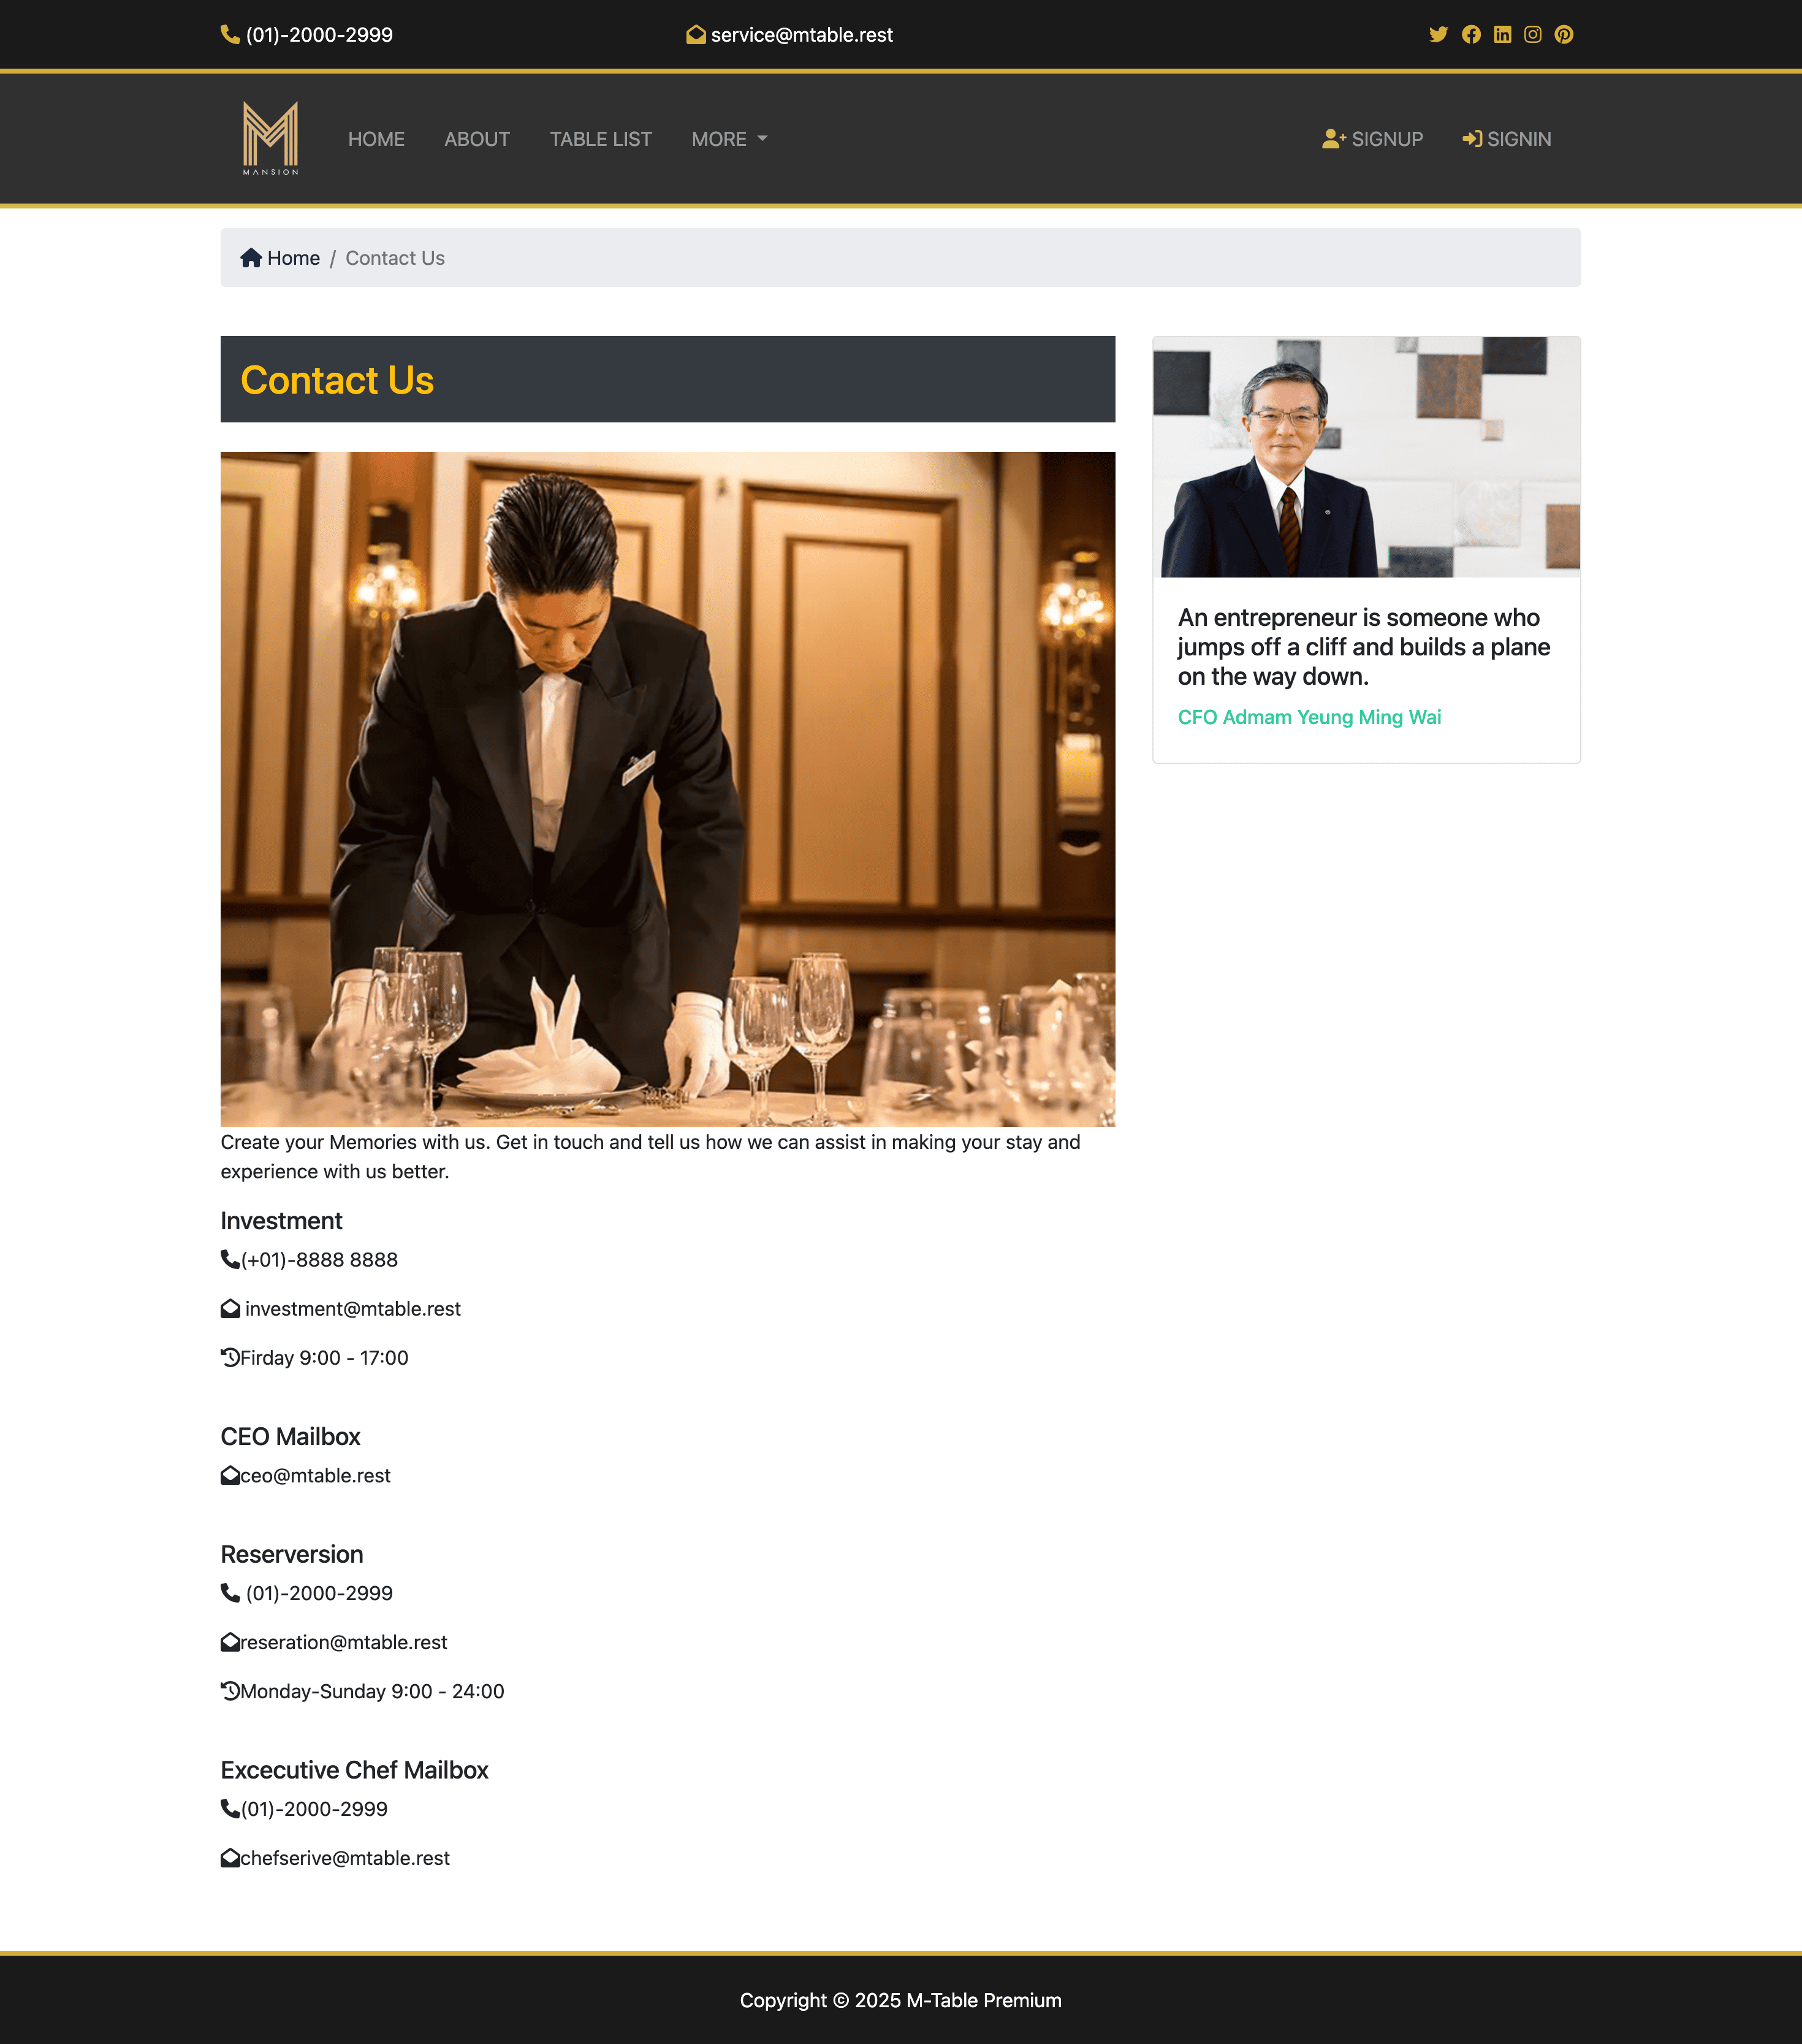 (01)-2000-2999
service@mtable.rest
MANSION
HOME
ABOUT
TABLE LIST
MORE
SIGNUP
SIGNIN
Home / Contact Us
Contact Us
Create your Memories with us. Get in touch and tell us how we can assist in making your stay and
experience with us better.
Investment
(+01)-8888 8888
investment@mtable.rest
Firday 9:00 - 17:00
CEO Mailbox
ceo@mtable.rest
Reserversion
(01)-2000-2999
reseration@mtable.rest
Monday-Sunday 9:00 - 24:00
Excecutive Chef Mailbox
(01)-2000-2999
chefserive@mtable.rest
An entrepreneur is someone who
jumps off a cliff and builds a plane
on the way down.
CFO Admam Yeung Ming Wai
Copyright © 2025 M-Table Premium